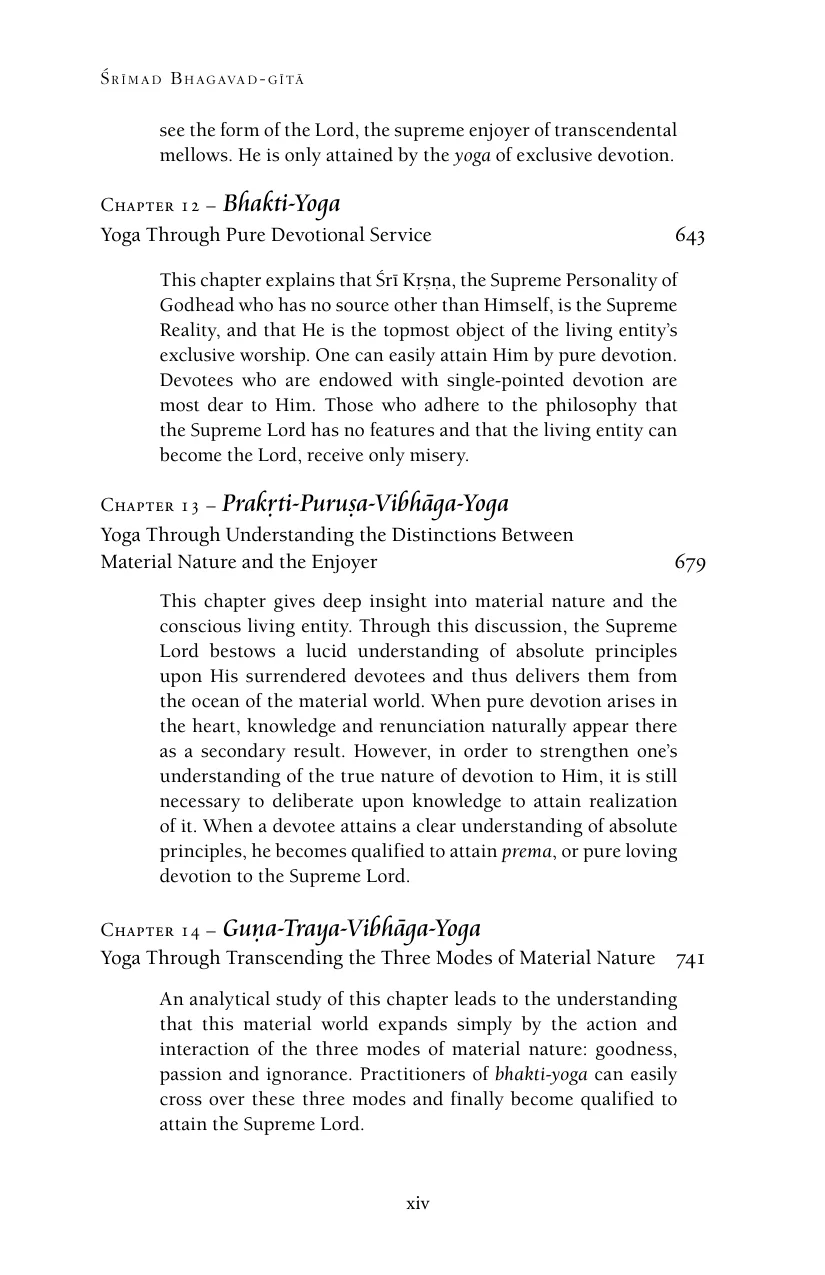 Śrīmad Bhagavad-gītā
see the form of the Lord, the supreme enjoyer of transcendental
mellows. He is only attained by the yoga of exclusive devotion.
Chapter 12 – Bhakti-Yoga
Yoga Through Pure Devotional Service 643
This chapter explains that Śrī Kṛṣṇa, the Supreme Personality of
Godhead who has no source other than Himself, is the Supreme
Reality, and that He is the topmost object of the living entity’s
exclusive worship. One can easily attain Him by pure devotion.
Devotees who are endowed with single-pointed devotion are
most dear to Him. Those who adhere to the philosophy that
the Supreme Lord has no features and that the living entity can
become the Lord, receive only misery.
Chapter 13 – Prakṛti-Puruṣa-Vibhāga-Yoga
Yoga Through Understanding the Distinctions Between
Material Nature and the Enjoyer 679
This chapter gives deep insight into material nature and the
conscious living entity. Through this discussion, the Supreme
Lord bestows a lucid understanding of absolute principles
upon His surrendered devotees and thus delivers them from
the ocean of the material world. When pure devotion arises in
the heart, knowledge and renunciation naturally appear there
as a secondary result. However, in order to strengthen one’s
understanding of the true nature of devotion to Him, it is still
necessary to deliberate upon knowledge to attain realization
of it. When a devotee attains a clear understanding of absolute
principles, he becomes qualified to attain prema, or pure loving
devotion to the Supreme Lord.
Chapter 14 – Guṇa-Traya-Vibhāga-Yoga
Yoga Through Transcending the Three Modes of Material Nature 741
An analytical study of this chapter leads to the understanding
that this material world expands simply by the action and
interaction of the three modes of material nature: goodness,
passion and ignorance. Practitioners of bhakti-yoga can easily
cross over these three modes and finally become qualified to
attain the Supreme Lord.
xiv